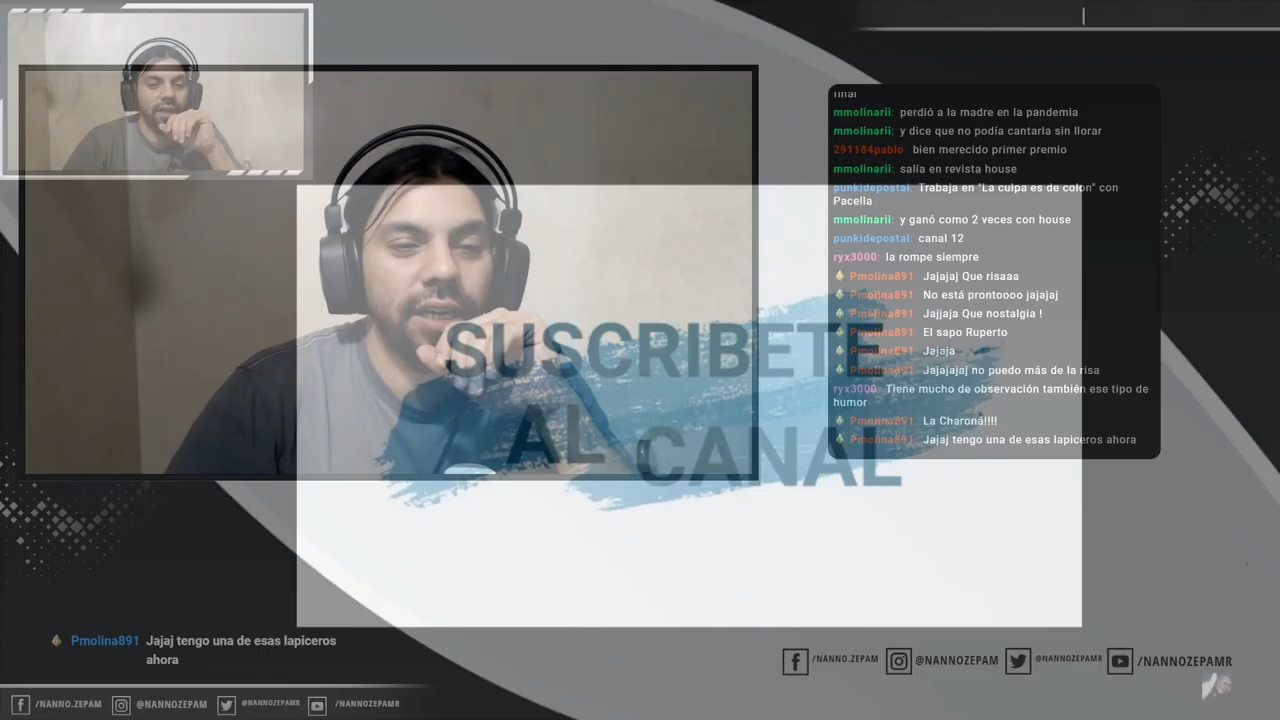 final
mmolinarii: perdió a la madre en la pandemia
mmolinarii: y dice que no podía cantarla sin llorar
291184pablo: bien merecido primer premio
mmolinarii: salía en revista house
punkidepostal: Trabaja en "La culpa es de colón" con
Pacella
mmolinarii: y ganó como 2 veces con house
punkidepostal: canal 12
ryx3000: la rompe siempre
Pmolina891: Jajajaj Que risaaa
Pmolina891: No está prontoooo jajajaj
Pmolina891: Jajjaja Que nostalgia !
Pmolina891: El sapo Ruperto
Pmolina891: Jajaja
Pmolina891: Jajajajaj no puedo más de la risa
ryx3000: Tiene mucho de observación también ese tipo de
humor
Pmolina891: La Charoná!!!!
Pmolina891: Jajaj tengo una de esas lapiceros ahora
SUSCRIBETE
AL CANAL
Pmolina891 Jajaj tengo una de esas lapiceros
ahora
/NANNO.ZEPAM @NANNOZEPAM @NANNOZEPAMR /NANNOZEPAMR
/NANNO.ZEPAM @NANNOZEPAM @NANNOZEPAMR /NANNOZEPAMR